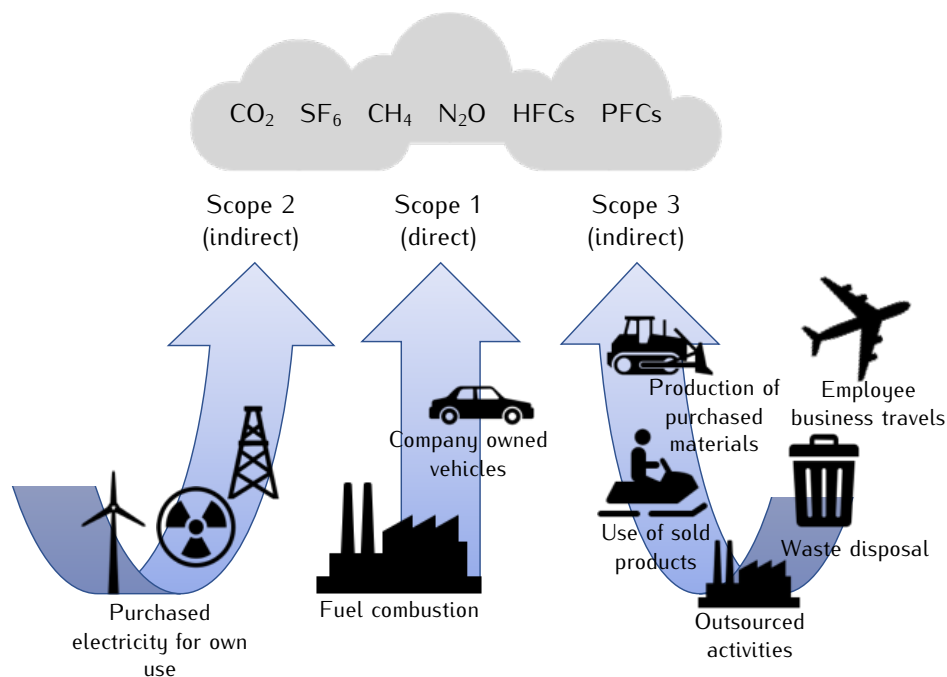 CO₂ SF₆ CH₄ N₂O HFCs PFCs
Scope 2
(indirect)
Scope 1
(direct)
Scope 3
(indirect)
Purchased
electricity for own
use
Company owned
vehicles
Fuel combustion
Production of
purchased
materials
Employee
business travels
Use of sold
products
Waste disposal
Outsourced
activities